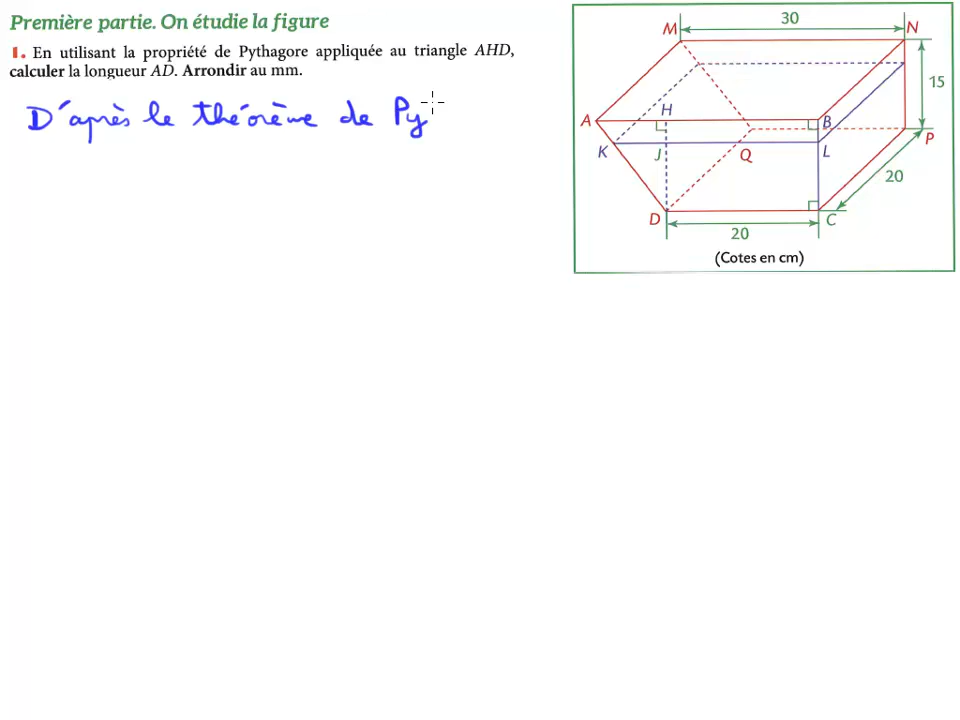 Première partie. On étudie la figure
1. En utilisant la propriété de Pythagore appliquée au triangle AHD,
calculer la longueur AD. Arrondir au mm.
D'après le théorème de Py
M
30
N
A
H
B
15
K
J
Q
L
P
20
D
C
20
(Cotes en cm)